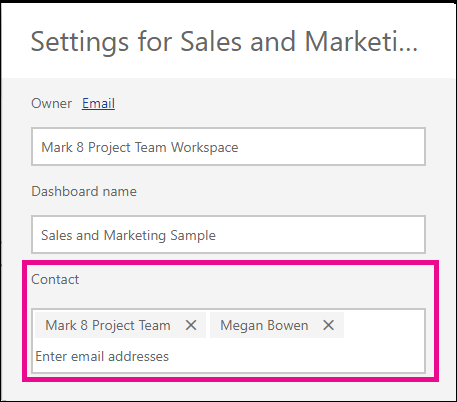 Settings for Sales and Marketi...
Owner Email
Mark 8 Project Team Workspace
Dashboard name
Sales and Marketing Sample
Contact
Mark 8 Project Team Megan Bowen
Enter email addresses